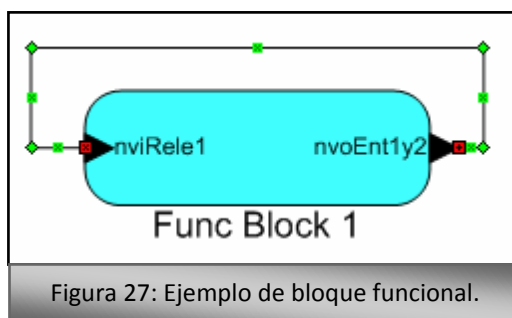 nviRele1 nvoEnt1y2
Func Block 1
Figura 27: Ejemplo de bloque funcional.